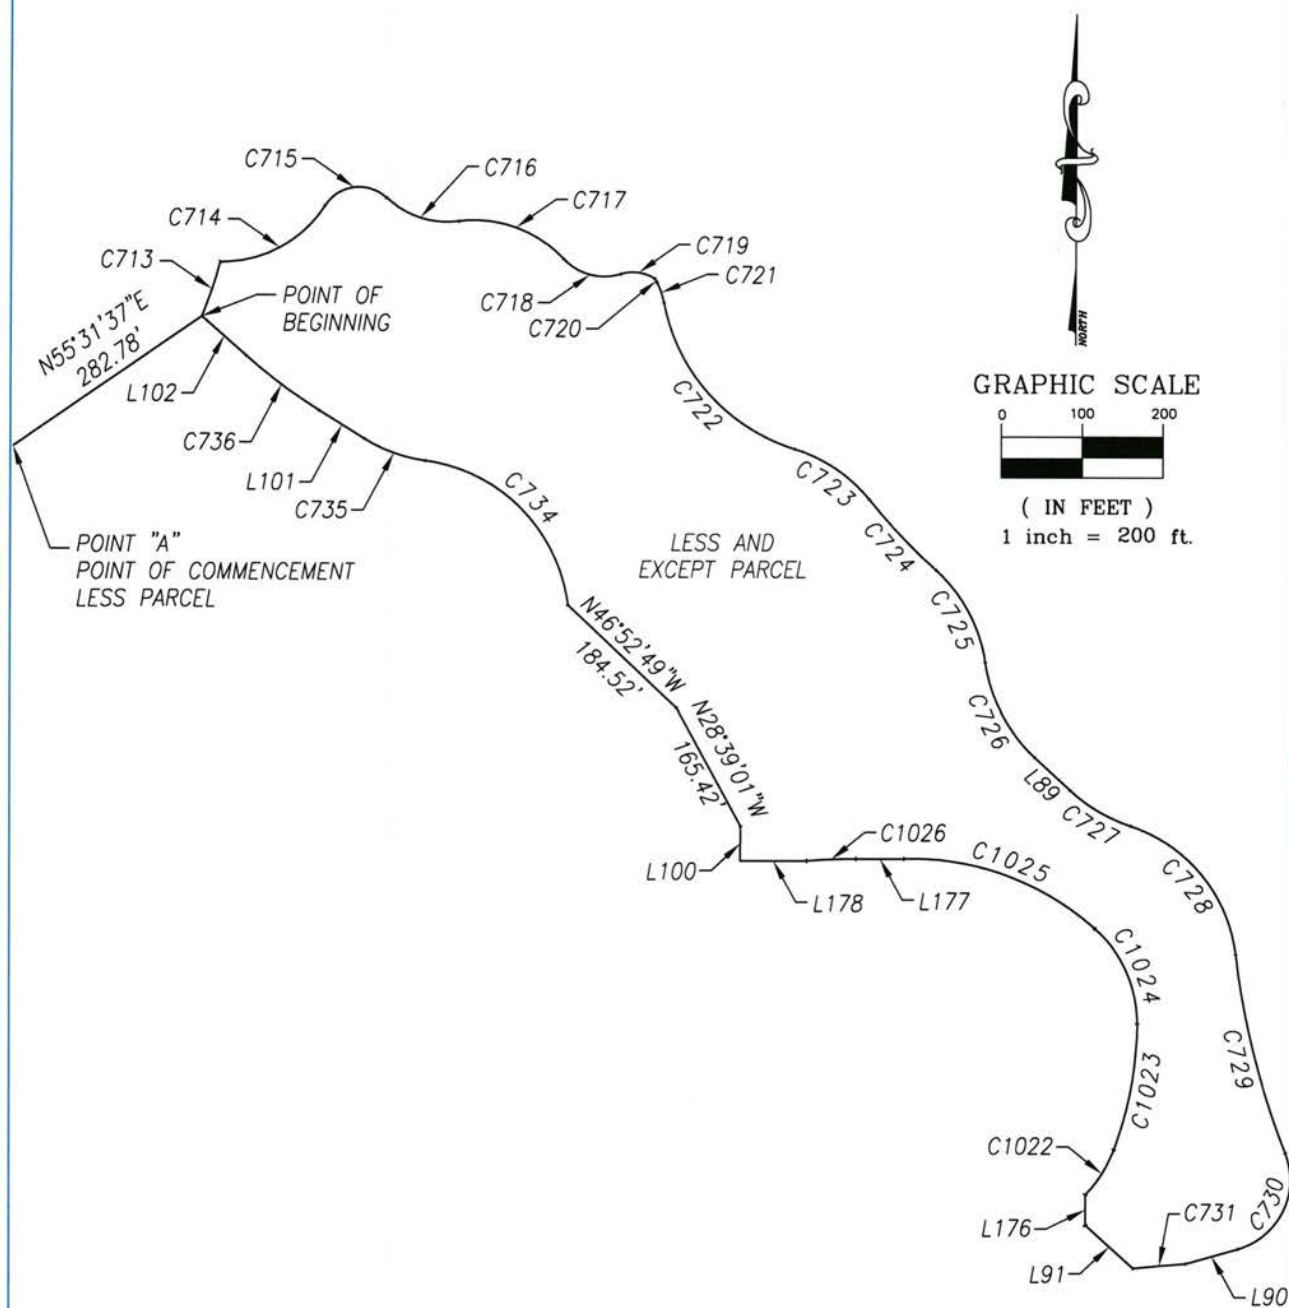 C715
C716
C714
C717
C713
C719
C721
POINT OF
BEGINNING
C718
C720
N55°31'37"E
282.78'
L102
C736
L101
C735
C734
C722
C723
C724
C725
C726
L89
C727
C728
C729
C730
POINT "A"
POINT OF COMMENCEMENT
LESS PARCEL
LESS AND
EXCEPT PARCEL
N46°52'49"W
184.52'
N28°39'01"W
165.42'
L100
L178
C1026
L177
C1025
C1024
C1023
C1022
L176
L91
C731
L90
NORTH
GRAPHIC SCALE
0 100 200
( IN FEET )
1 inch = 200 ft.